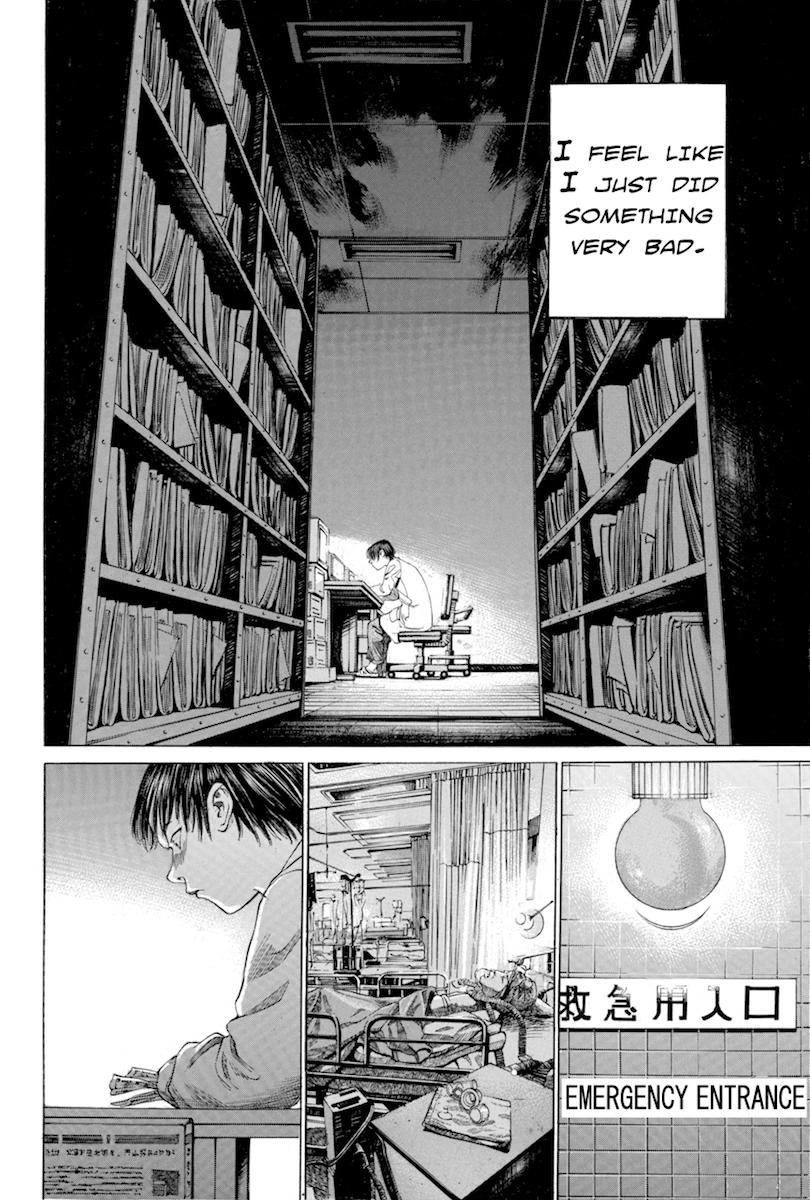 I FEEL LIKE
I JUST DID
SOMETHING
VERY BAD.
救急用入口
EMERGENCY ENTRANCE